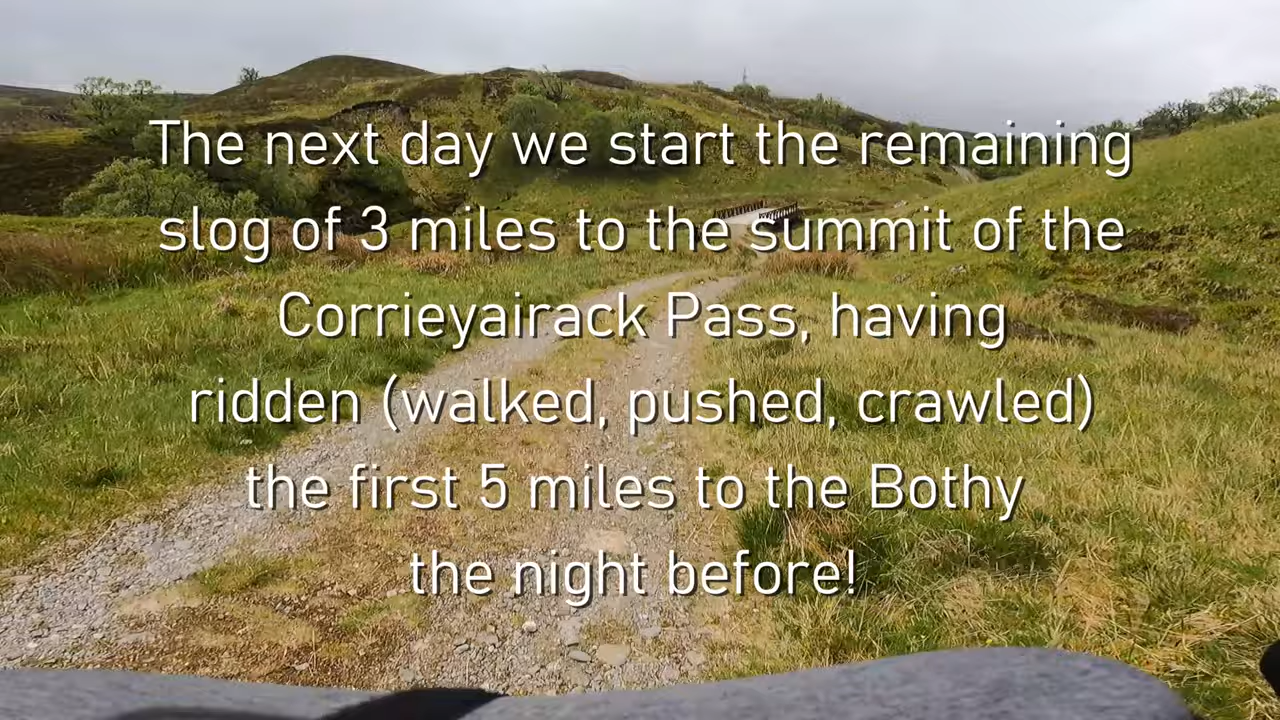 The next day we start the remaining
slog of 3 miles to the summit of the
Corrieyairack Pass, having
ridden (walked, pushed, crawled)
the first 5 miles to the Bothy
the night before!